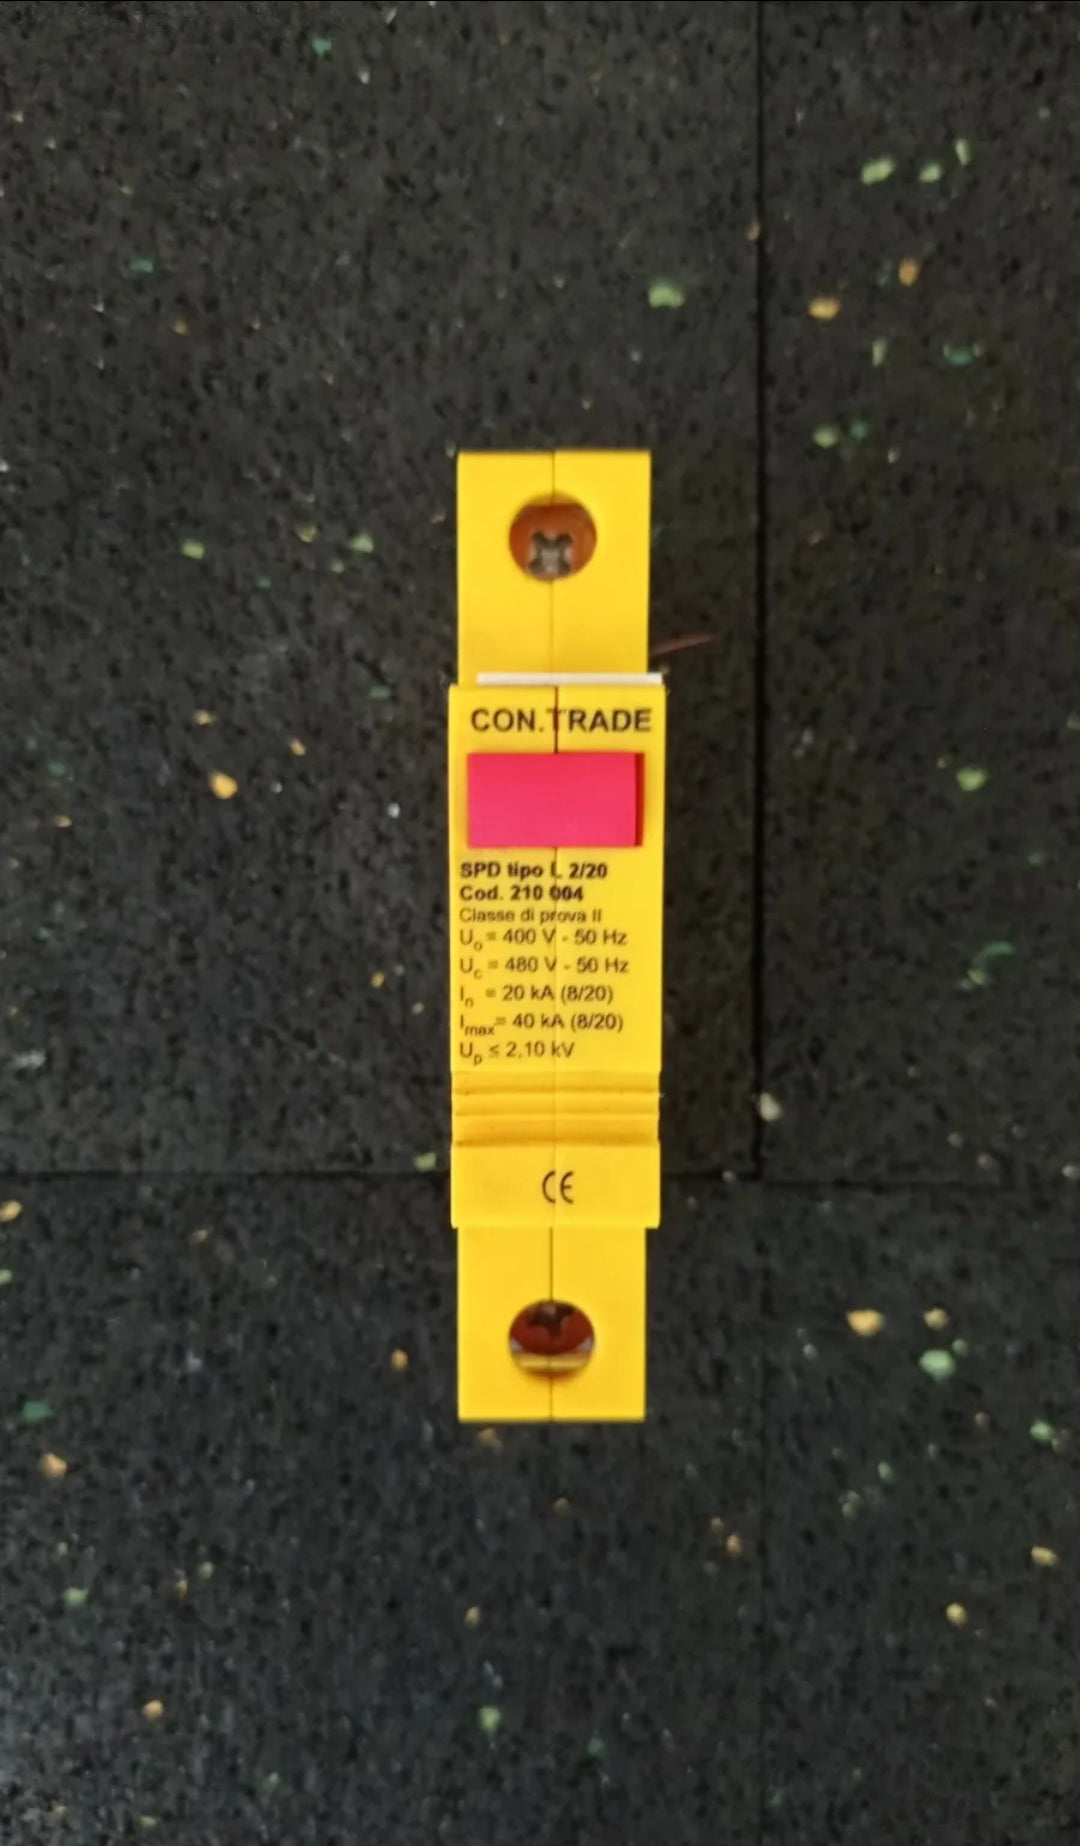 CON.TRADE
SPD tipo L 2/20
Cod. 210 004
Classe di prova II
Uo = 400 V - 50 Hz
Uc = 480 V - 50 Hz
In = 20 kA (8/20)
Imax = 40 kA (8/20)
Up ≤ 2,10 kV
CE